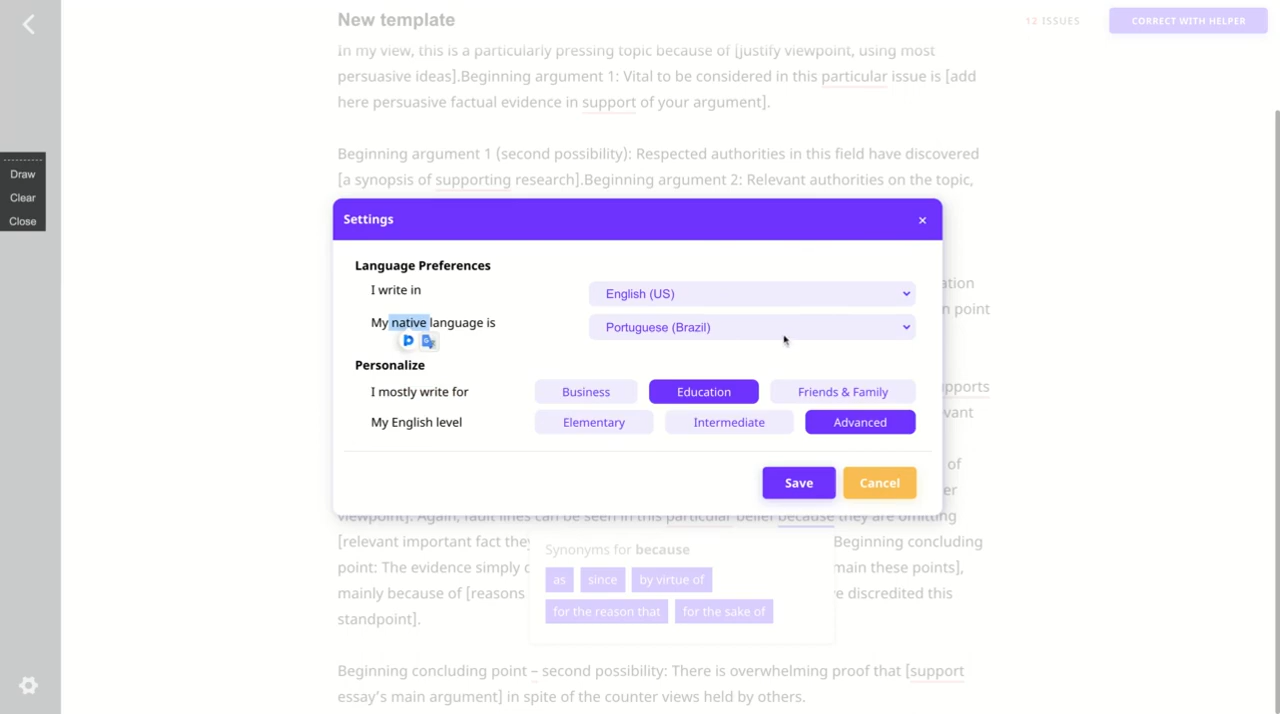 New template
12 ISSUES
CORRECT WITH HELPER
In my view, this is a particularly pressing topic because of [justify viewpoint, using most
persuasive ideas].Beginning argument 1: Vital to be considered in this particular issue is [add
here persuasive factual evidence in support of your argument].
Beginning argument 1 (second possibility): Respected authorities in this field have discovered
[a synopsis of supporting research].Beginning argument 2: Relevant authorities on the topic,
Draw
Clear
Close
Settings
×
Language Preferences
I write in
English (US)
My native language is
Portuguese (Brazil)
Personalize
I mostly write for
Business
Education
Friends & Family
My English level
Elementary
Intermediate
Advanced
Save
Cancel
ation
n point
upports
vant
of
er
viewpoint]. Again, fault lines can be seen in this particular belief because they are omitting
[relevant important fact they
Beginning concluding
point: The evidence simply
main these points],
mainly because of [reasons
e discredited this
standpoint].
Synonyms for because
as
since
by virtue of
for the reason that
for the sake of
Beginning concluding point – second possibility: There is overwhelming proof that [support
essay's main argument] in spite of the counter views held by others.